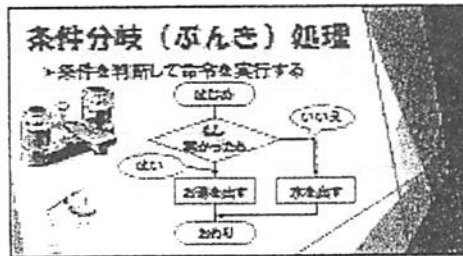 条件分岐（ぶんき）処理
➢条件を判断して命令を実行する
はじめ
いいえ
もし
寒かったら
はい
お湯を出す
水を出す
おわり